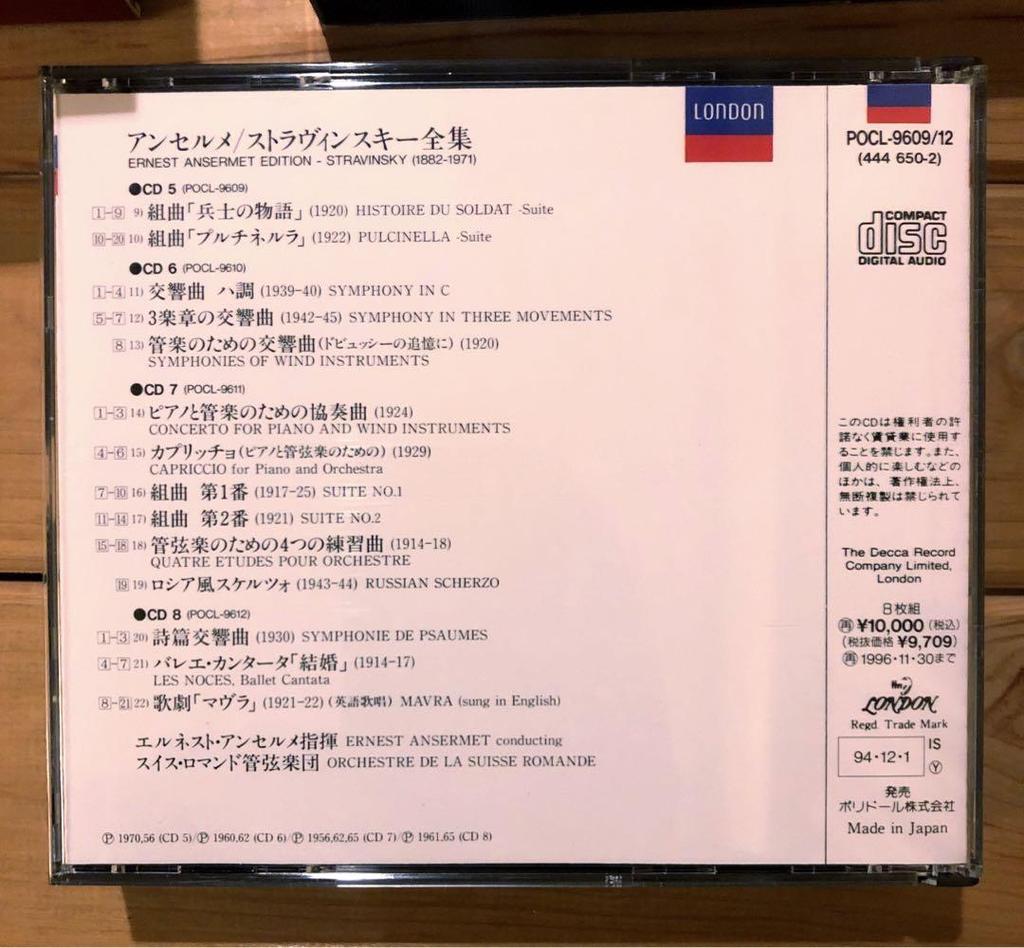 アンセルメ/ストラヴィンスキー全集
ERNEST ANSERMET EDITION - STRAVINSKY (1882-1971)
●CD 5 (POCL-9609)
1-9 9) 組曲「兵士の物語」 (1920) HISTOIRE DU SOLDAT -Suite
10-20 10) 組曲「プルチネルラ」 (1922) PULCINELLA -Suite
●CD 6 (POCL-9610)
1-4 11) 交響曲 ハ調 (1939-40) SYMPHONY IN C
5-7 12) 3楽章の交響曲 (1942-45) SYMPHONY IN THREE MOVEMENTS
8 13) 管楽のための交響曲(ドビュッシーの追憶に) (1920)
SYMPHONIES OF WIND INSTRUMENTS
●CD 7 (POCL-9611)
1-3 14) ピアノと管楽のための協奏曲 (1924)
CONCERTO FOR PIANO AND WIND INSTRUMENTS
4-6 15) カプリッチョ(ピアノと管弦楽のための) (1929)
CAPRICCIO for Piano and Orchestra
7-10 16) 組曲 第1番 (1917-25) SUITE NO.1
11-14 17) 組曲 第2番 (1921) SUITE NO.2
15-18 18) 管弦楽のための4つの練習曲 (1914-18)
QUATRE ETUDES POUR ORCHESTRE
19 19) ロシア風スケルツォ (1943-44) RUSSIAN SCHERZO
●CD 8 (POCL-9612)
1-3 20) 詩篇交響曲 (1930) SYMPHONIE DE PSAUMES
4-7 21) バレエ・カンタータ「結婚」 (1914-17)
LES NOCES, Ballet Cantata
8-21 22) 歌劇「マヴラ」 (1921-22) (英語歌唱) MAVRA (sung in English)
エルネスト・アンセルメ指揮 ERNEST ANSERMET conducting
スイス・ロマンド管弦楽団 ORCHESTRE DE LA SUISSE ROMANDE
Ⓟ 1970,56 (CD 5)/Ⓟ 1960,62 (CD 6)/Ⓟ 1956,62,65 (CD 7)/Ⓟ 1961,65 (CD 8)
LONDON
POCL-9609/12
(444 650-2)
COMPACT
disc
DIGITAL AUDIO
このCDは権利者の許
諾なく賃貸業に使用す
ることを禁じます。また、
個人的に楽しむなどの
ほかは、著作権法上、
無断複製は禁じられて
います。
The Decca Record
Company Limited,
London
8枚組
再 ¥10,000 (税込)
(税抜価格 ¥9,709)
再 1996・11・30まで
LONDON
Regd. Trade Mark
94・12・1 IS
Ⓨ
発売
ポリドール株式会社
Made in Japan